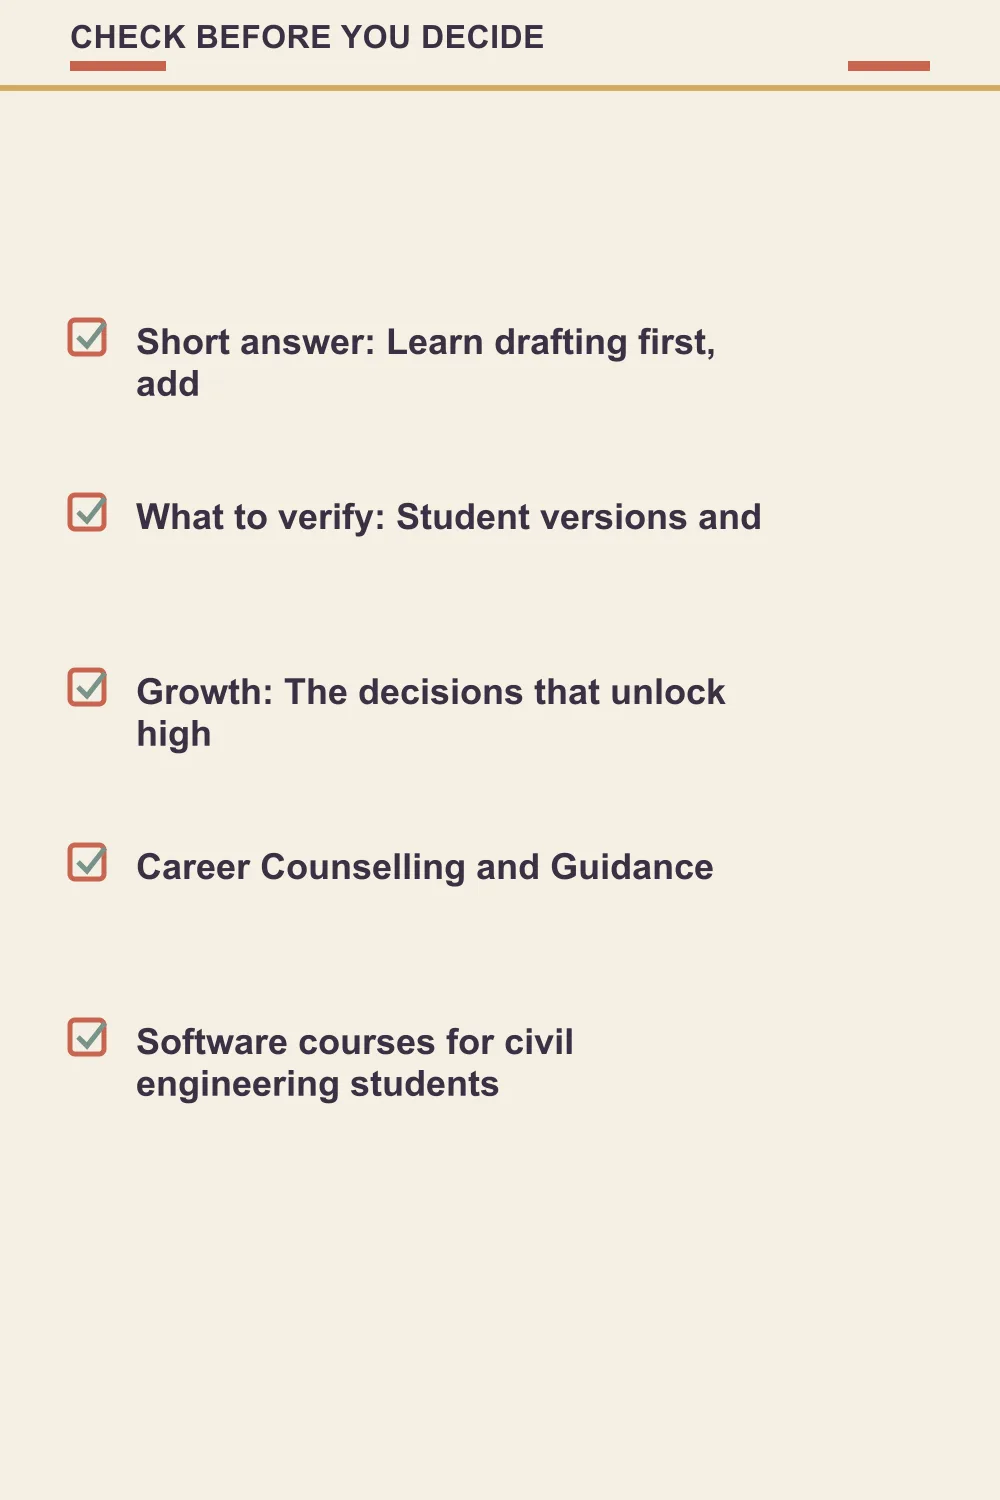 CHECK BEFORE YOU DECIDE
Short answer: Learn drafting first,
add
What to verify: Student versions and
Growth: The decisions that unlock
high
Career Counselling and Guidance
Software courses for civil
engineering students